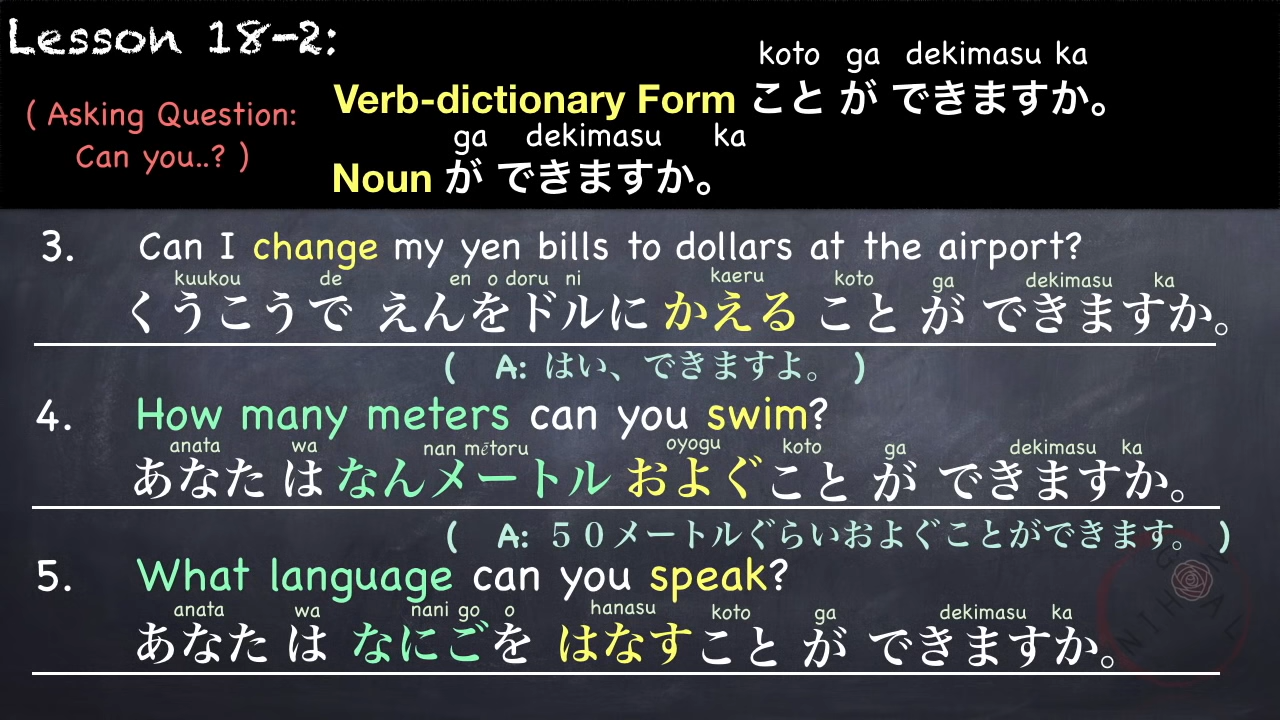 Lesson 18-2:
( Asking Question:
Can you..? )
koto ga dekimasu ka
Verb-dictionary Form こと が できますか。
ga dekimasu ka
Noun が できますか。
3. Can I change my yen bills to dollars at the airport?
kuukou de en o doru ni kaeru koto ga dekimasu ka
くうこうで えんをドルに かえる こと が できますか。
( A: はい、できますよ。 )
4. How many meters can you swim?
anata wa nan mētoru oyogu koto ga dekimasu ka
あなた は なんメートル およぐこと が できますか。
( A: ５０メートルぐらいおよぐことができます。 )
5. What language can you speak?
anata wa nani go o hanasu koto ga dekimasu ka
あなた は なにごを はなすこと が できますか。